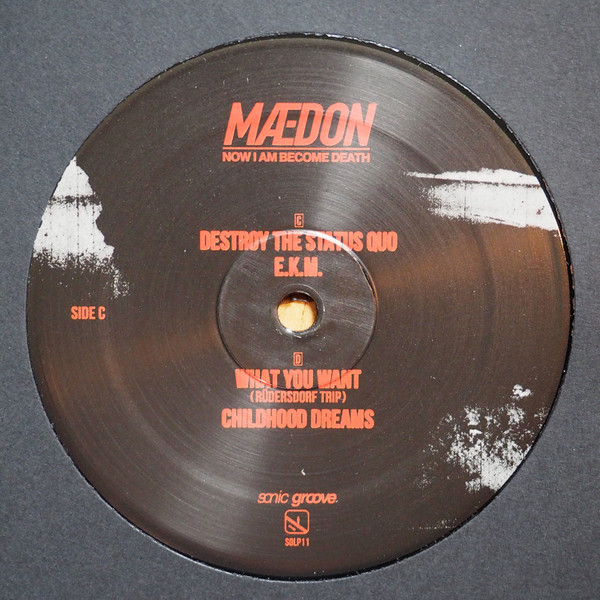 MÆDON
NOW I AM BECOME DEATH
C
DESTROY THE STATUS QUO
E.K.M.
SIDE C
D
WHAT YOU WANT
(RÜDERSDORF TRIP)
CHILDHOOD DREAMS
sonic groove.
SGLP11